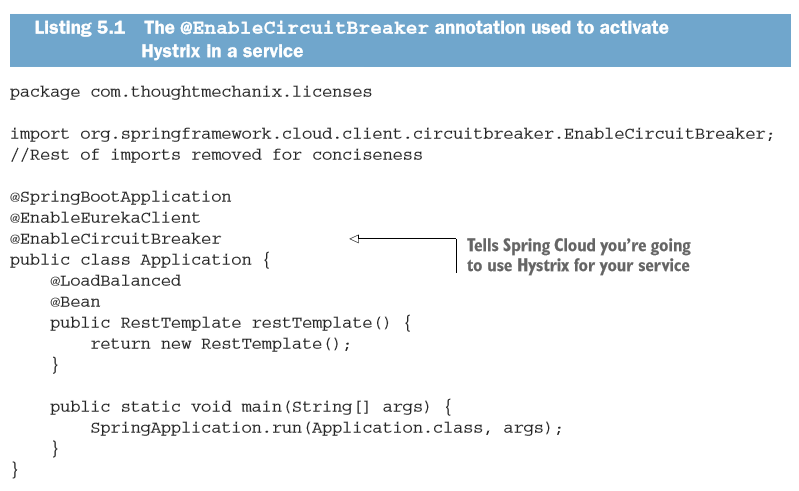 Listing 5.1 The @EnableCircuitBreaker annotation used to activate
Hystrix in a service
package com.thoughtmechanix.licenses
import org.springframework.cloud.client.circuitbreaker.EnableCircuitBreaker;
//Rest of imports removed for conciseness
@SpringBootApplication
@EnableEurekaClient
@EnableCircuitBreaker
Tells Spring Cloud you're going
to use Hystrix for your service
public class Application {
    @LoadBalanced
    @Bean
    public RestTemplate restTemplate() {
        return new RestTemplate();
    }
    public static void main(String[] args) {
        SpringApplication.run(Application.class, args);
    }
}